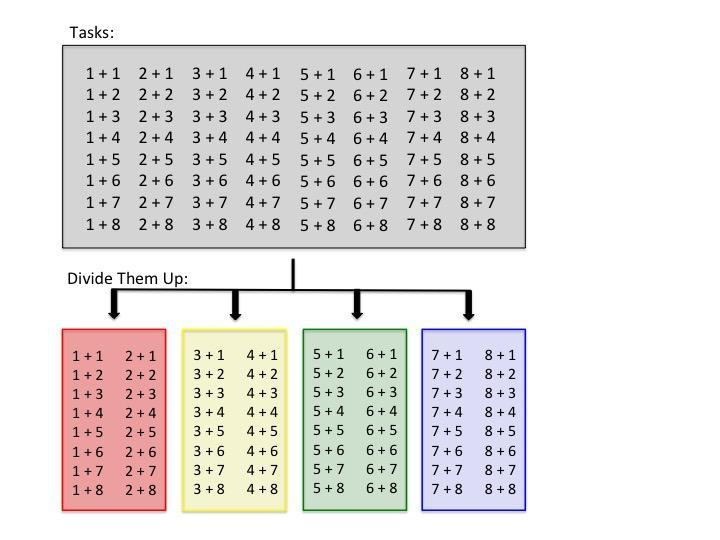 Tasks:
1 + 1 2 + 1 3 + 1 4 + 1 5 + 1 6 + 1 7 + 1 8 + 1
1 + 2 2 + 2 3 + 2 4 + 2 5 + 2 6 + 2 7 + 2 8 + 2
1 + 3 2 + 3 3 + 3 4 + 3 5 + 3 6 + 3 7 + 3 8 + 3
1 + 4 2 + 4 3 + 4 4 + 4 5 + 4 6 + 4 7 + 4 8 + 4
1 + 5 2 + 5 3 + 5 4 + 5 5 + 5 6 + 5 7 + 5 8 + 5
1 + 6 2 + 6 3 + 6 4 + 6 5 + 6 6 + 6 7 + 6 8 + 6
1 + 7 2 + 7 3 + 7 4 + 7 5 + 7 6 + 7 7 + 7 8 + 7
1 + 8 2 + 8 3 + 8 4 + 8 5 + 8 6 + 8 7 + 8 8 + 8
Divide Them Up:
1 + 1 2 + 1
1 + 2 2 + 2
1 + 3 2 + 3
1 + 4 2 + 4
1 + 5 2 + 5
1 + 6 2 + 6
1 + 7 2 + 7
1 + 8 2 + 8
3 + 1 4 + 1
3 + 2 4 + 2
3 + 3 4 + 3
3 + 4 4 + 4
3 + 5 4 + 5
3 + 6 4 + 6
3 + 7 4 + 7
3 + 8 4 + 8
5 + 1 6 + 1
5 + 2 6 + 2
5 + 3 6 + 3
5 + 4 6 + 4
5 + 5 6 + 5
5 + 6 6 + 6
5 + 7 6 + 7
5 + 8 6 + 8
7 + 1 8 + 1
7 + 2 8 + 2
7 + 3 8 + 3
7 + 4 8 + 4
7 + 5 8 + 5
7 + 6 8 + 6
7 + 7 8 + 7
7 + 8 8 + 8